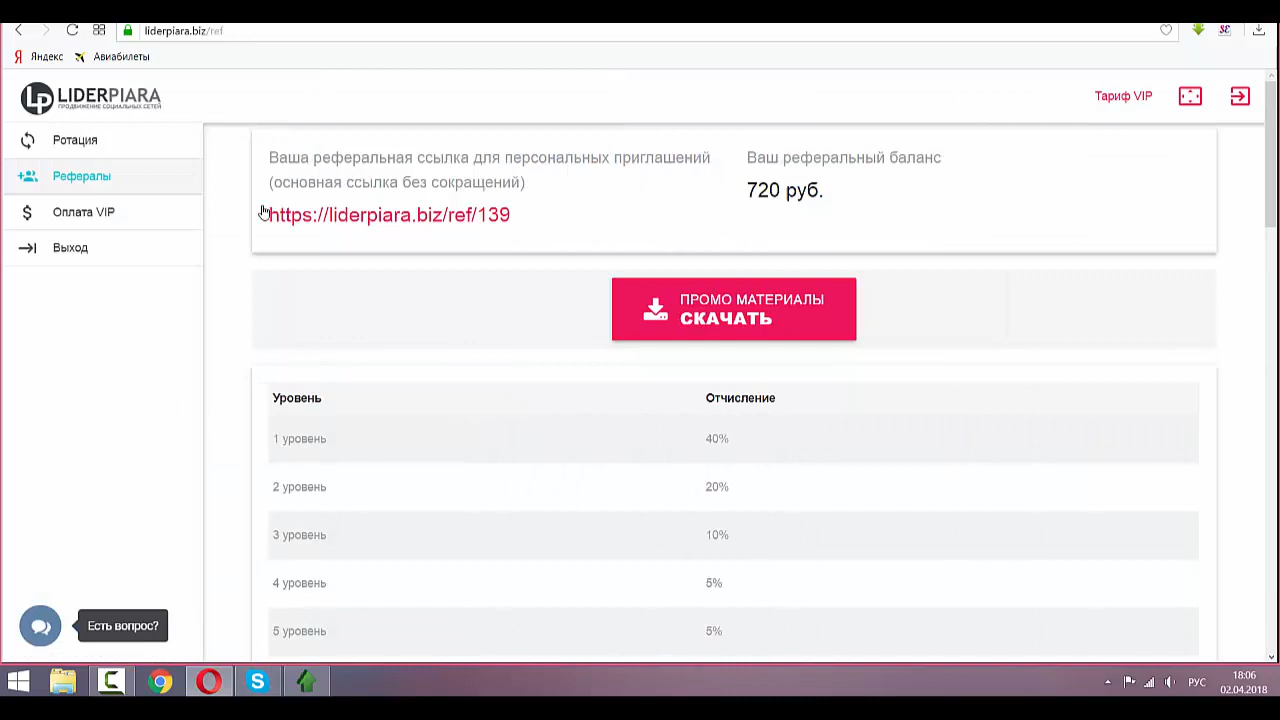 liderpiara.biz/ref
Яндекс
Авиабилеты
LP LIDERPIARA
ПРОДВИЖЕНИЕ СОЦИАЛЬНЫХ СЕТЕЙ
Тариф VIP
Ротация
Рефералы
Оплата VIP
Выход
Ваша реферальная ссылка для персональных приглашений
(основная ссылка без сокращений)
https://liderpiara.biz/ref/139
Ваш реферальный баланс
720 руб.
ПРОМО МАТЕРИАЛЫ
СКАЧАТЬ
Уровень Отчисление
1 уровень 40%
2 уровень 20%
3 уровень 10%
4 уровень 5%
5 уровень 5%
Есть вопрос?
РУС
18:06
02.04.2018